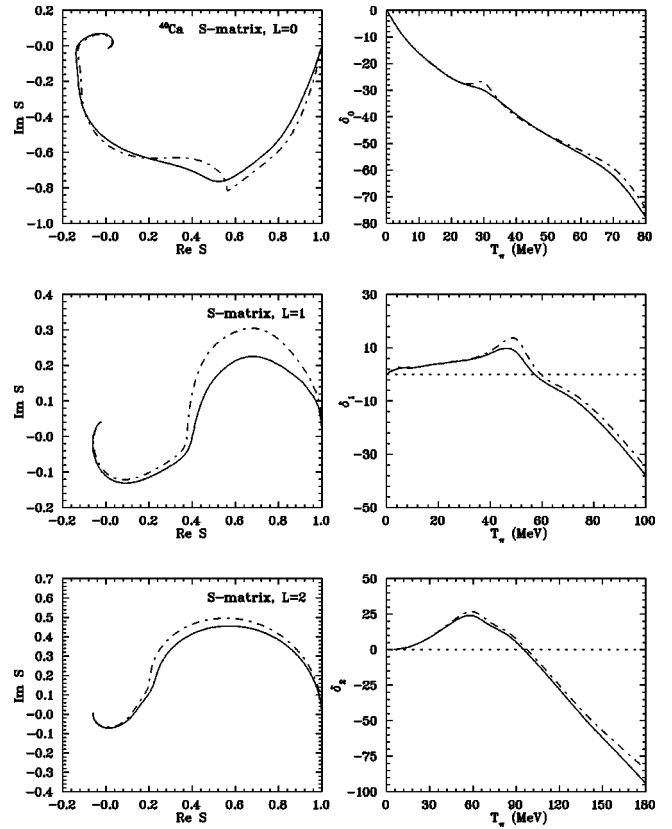 ⁴⁰Ca S-matrix, L=0
Im S
0.2
-0.0
-0.2
-0.4
-0.6
-0.8
-1.0
-0.2 -0.0 0.2 0.4 0.6 0.8 1.0
Re S
δ₀
0
-10
-20
-30
-40
-50
-60
-70
-80
0 10 20 30 40 50 60 70 80
T_π (MeV)
S-matrix, L=1
Im S
0.4
0.3
0.2
0.1
-0.0
-0.1
-0.2
-0.2 -0.0 0.2 0.4 0.6 0.8 1.0
Re S
δ₁
30
10
-10
-30
-50
0 20 40 60 80 100
T_π (MeV)
S-matrix, L=2
Im S
0.7
0.6
0.5
0.4
0.3
0.2
0.1
-0.0
-0.1
-0.2
-0.3
-0.4
-0.2 -0.0 0.2 0.4 0.6 0.8 1.0
Re S
δ₂
50
25
0
-25
-50
-75
-100
0 30 60 90 120 150 180
T_π (MeV)